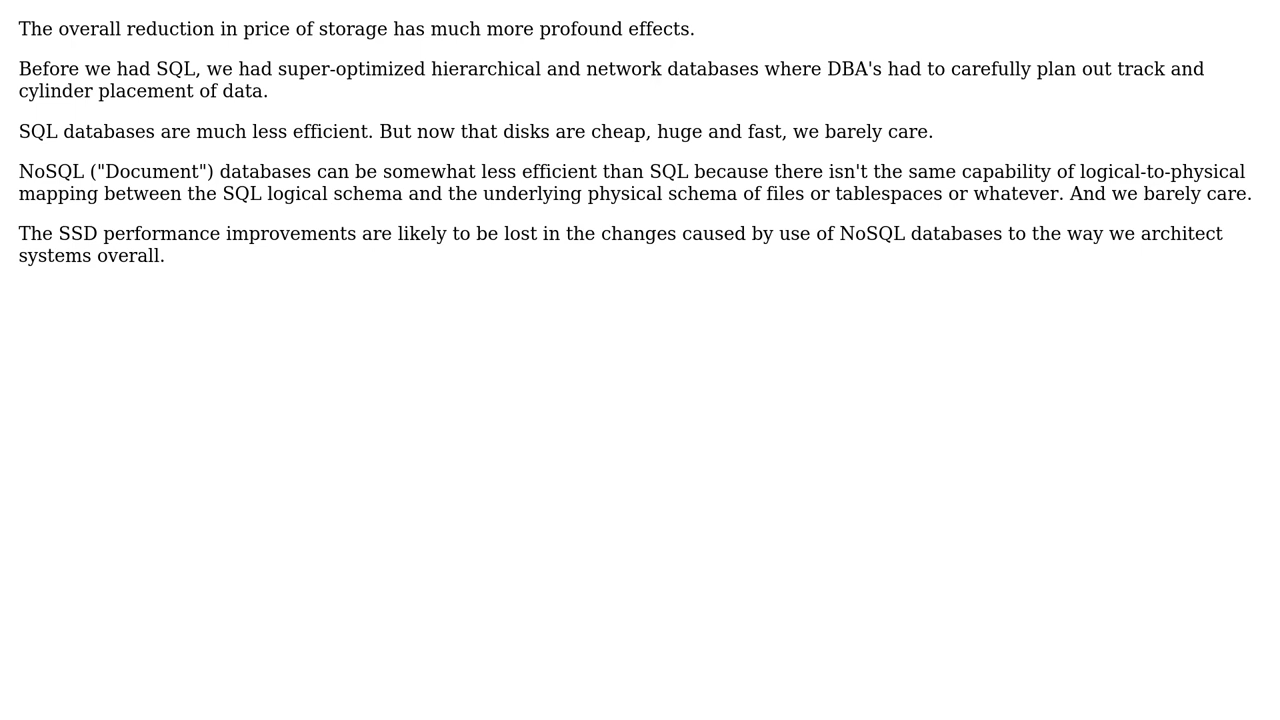 The overall reduction in price of storage has much more profound effects.
Before we had SQL, we had super-optimized hierarchical and network databases where DBA's had to carefully plan out track and
cylinder placement of data.
SQL databases are much less efficient. But now that disks are cheap, huge and fast, we barely care.
NoSQL ("Document") databases can be somewhat less efficient than SQL because there isn't the same capability of logical-to-physical
mapping between the SQL logical schema and the underlying physical schema of files or tablespaces or whatever. And we barely care.
The SSD performance improvements are likely to be lost in the changes caused by use of NoSQL databases to the way we architect
systems overall.